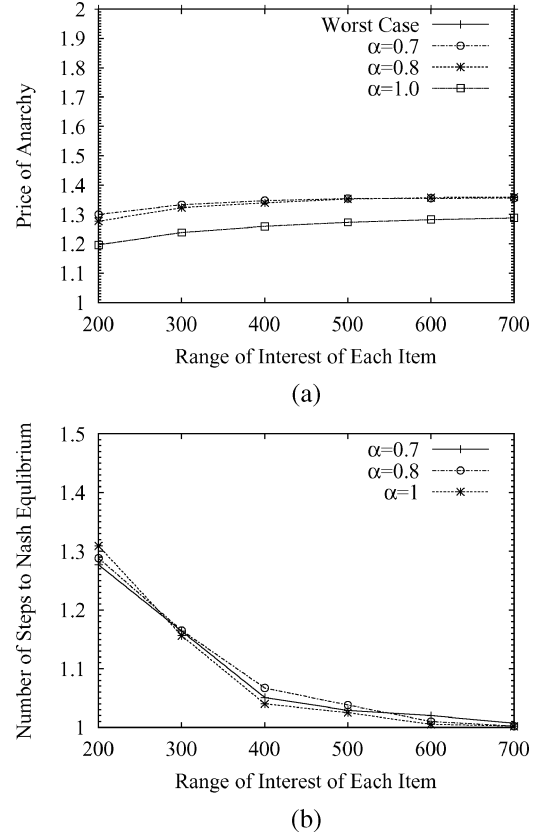 2
1.9
1.8
1.7
1.6
1.5
1.4
1.3
1.2
1.1
1
Price of Anarchy
Worst Case
α=0.7
α=0.8
α=1.0
200 300 400 500 600 700
Range of Interest of Each Item
(a)
1.5
1.4
1.3
1.2
1.1
1
Number of Steps to Nash Equlibrium
α=0.7
α=0.8
α=1
200 300 400 500 600 700
Range of Interest of Each Item
(b)